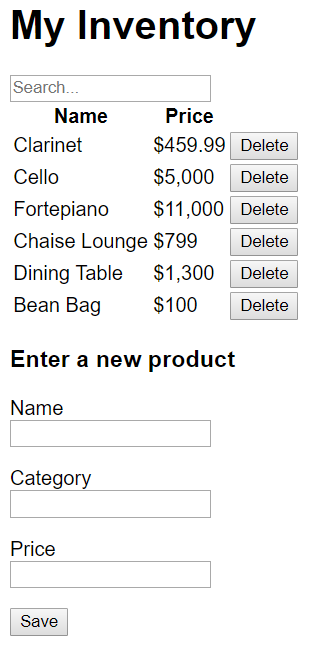 My Inventory
Search...
Name Price
Clarinet $459.99 Delete
Cello $5,000 Delete
Fortepiano $11,000 Delete
Chaise Lounge $799 Delete
Dining Table $1,300 Delete
Bean Bag $100 Delete
Enter a new product
Name
Category
Price
Save